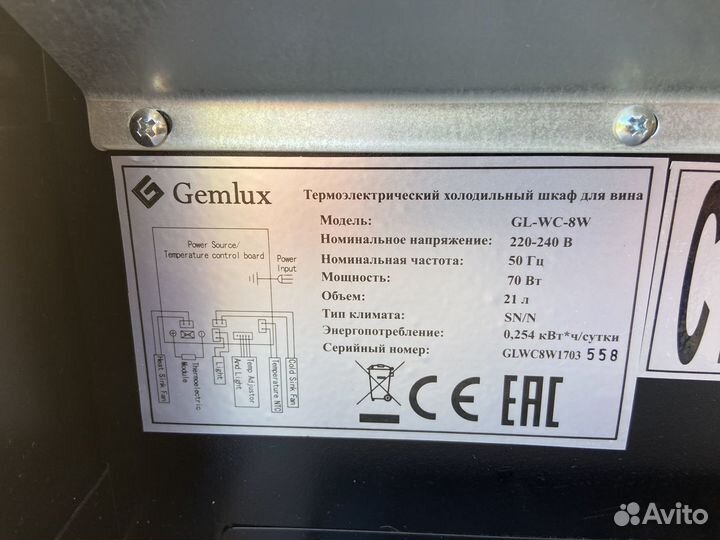 Gemlux
Термоэлектрический холодильный шкаф для вина
Модель: GL-WC-8W
Номинальное напряжение: 220-240 В
Номинальная частота: 50 Гц
Мощность: 70 Вт
Объем: 21 л
Тип климата: SN/N
Энергопотребление: 0,254 кВт*ч/сутки
Серийный номер: GLWC8W1703 558
Power Source/
Temperature control board
Power
Input
Heat Sink Fan
Thermoelectric
Module
Light
Temp Adjustor
And Light
Temperature NTC
Cold Sink Fan
CE EAC
Avito